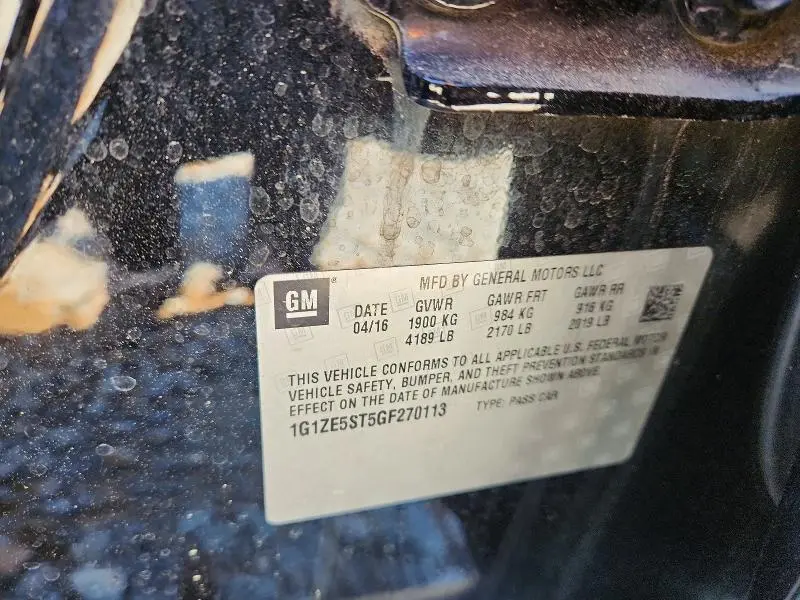 GM
MFD BY GENERAL MOTORS LLC
DATE GVWR GAWR FRT GAWR RR
04/16 1900 KG 984 KG 916 KG
4189 LB 2170 LB 2019 LB
THIS VEHICLE CONFORMS TO ALL APPLICABLE U.S. FEDERAL MOTOR
VEHICLE SAFETY, BUMPER, AND THEFT PREVENTION STANDARDS IN
EFFECT ON THE DATE OF MANUFACTURE SHOWN ABOVE.
1G1ZE5ST5GF270113 TYPE: PASS CAR